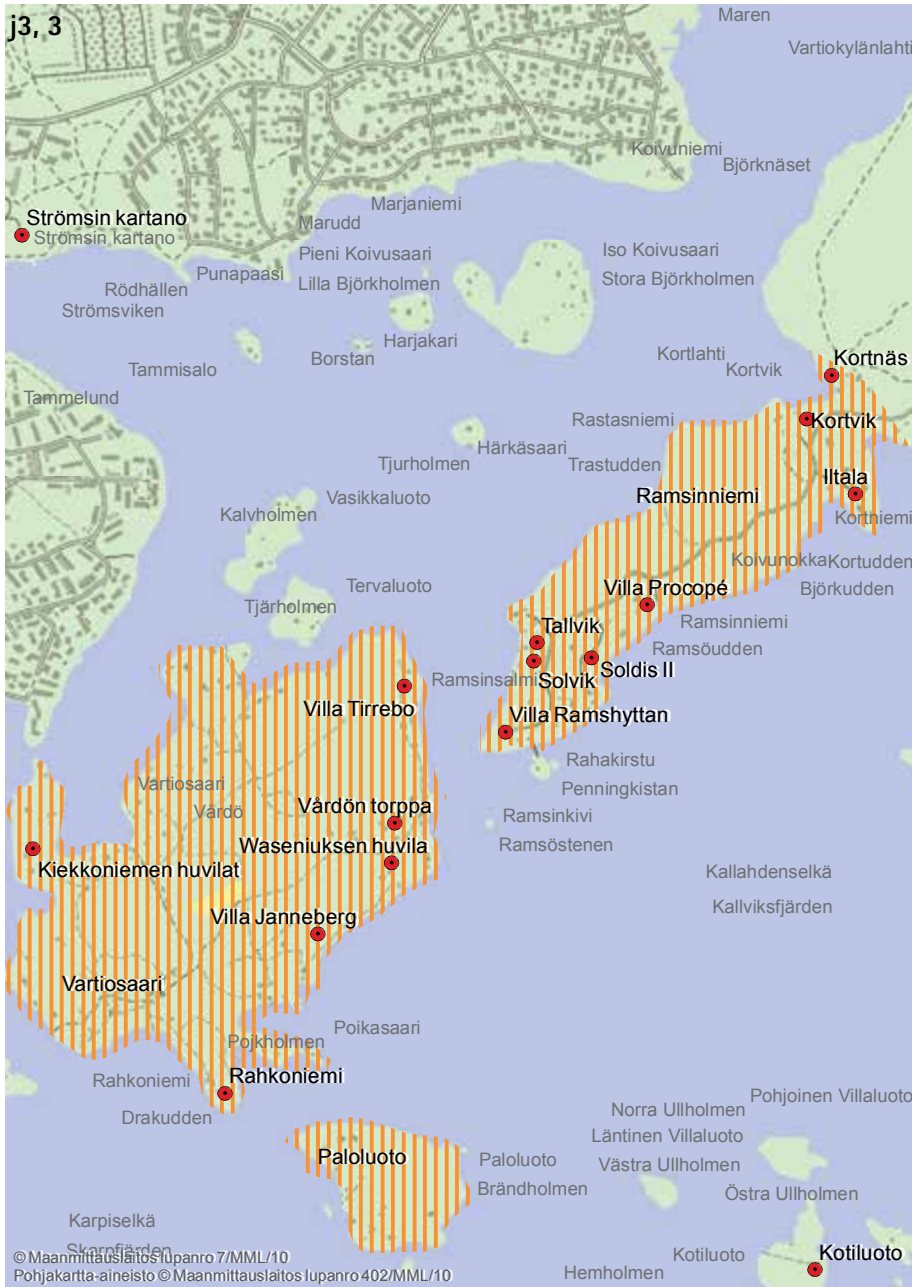 j3, 3
Maren
Vartiokylänlahti
Koivuniemi
Björknäset
Marjaniemi
Strömsin kartano
Strömsin kartano
Marudd
Pieni Koivusaari
Lilla Björkholmen
Iso Koivusaari
Stora Björkholmen
Punapaasi
Rödhällen
Strömsviken
Harjakari
Borstan
Tammisalo
Tammelund
Kortlahti
Kortvik
Kortnäs
Rastasniemi
Kortvik
Härkäsaari
Tjurholmen
Trastudden
Ramsinniemi
Iltala
Vasikkaluoto
Kalvholmen
Kortniemi
Koivunokka
Kortudden
Björkudden
Tervaluoto
Tjärholmen
Villa Procopé
Ramsinniemi
Ramsöudden
Tallvik
Soldis II
Solvik
Ramsinsalmi
Villa Tirrebo
Villa Ramshyttan
Rahakirstu
Penningkistan
Vartiosaari
Vårdö
Vårdön torppa
Ramsinkivi
Ramsöstenen
Waseniuksen huvila
Kiekkoniemen huvilat
Kallahdenselkä
Kallviksfjärden
Villa Janneberg
Vartiosaari
Poikasaari
Pojkholmen
Rahkoniemi
Rahkoniemi
Drakudden
Pohjoinen Villaluoto
Norra Ullholmen
Läntinen Villaluoto
Västra Ullholmen
Östra Ullholmen
Paloluoto
Paloluoto
Brändholmen
Karpiselkä
Skarpfjärden
Kotiluoto
Kotiluoto
Hemholmen
© Maanmittauslaitos lupanro 7/MML/10
Pohjakartta-aineisto © Maanmittauslaitos lupanro 402/MML/10